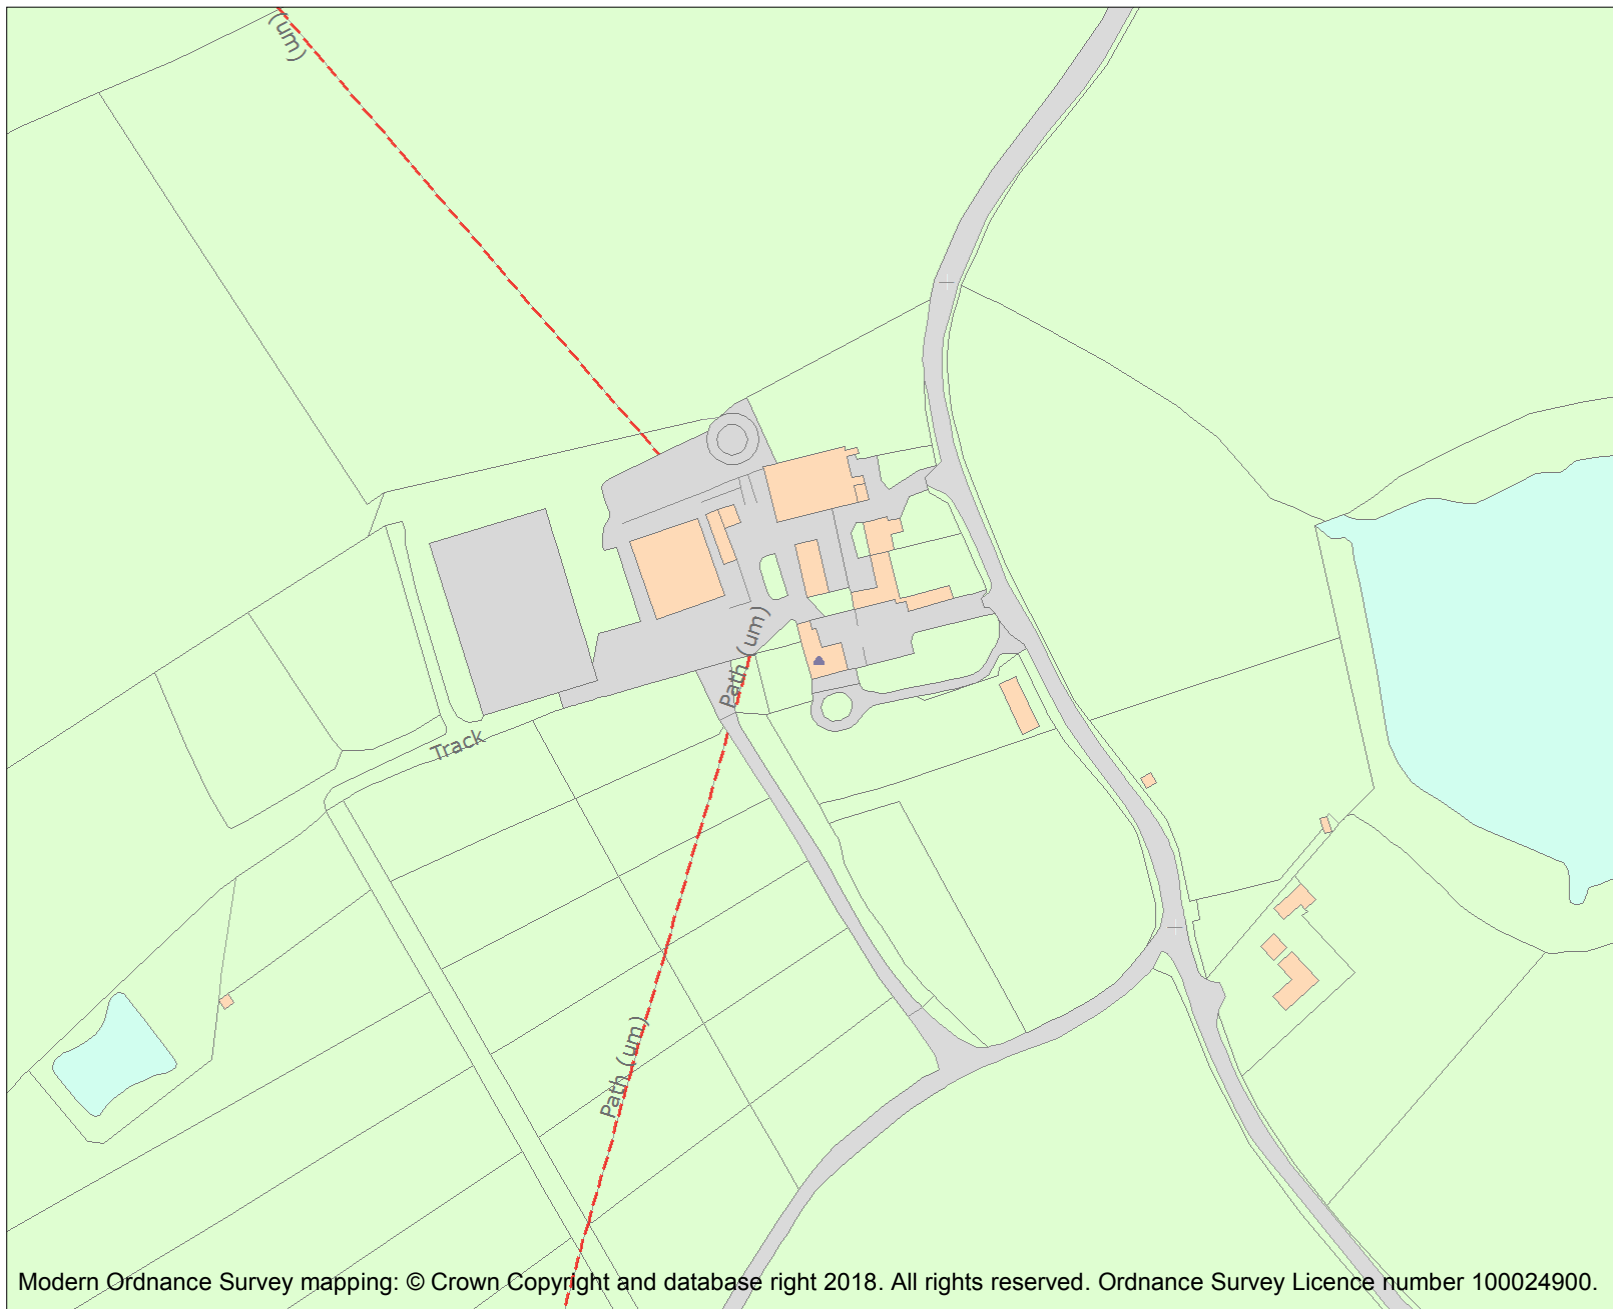 (um)
Path (um)
Track
Path (um)
Modern Ordnance Survey mapping: © Crown Copyright and database right 2018. All rights reserved. Ordnance Survey Licence number 100024900.